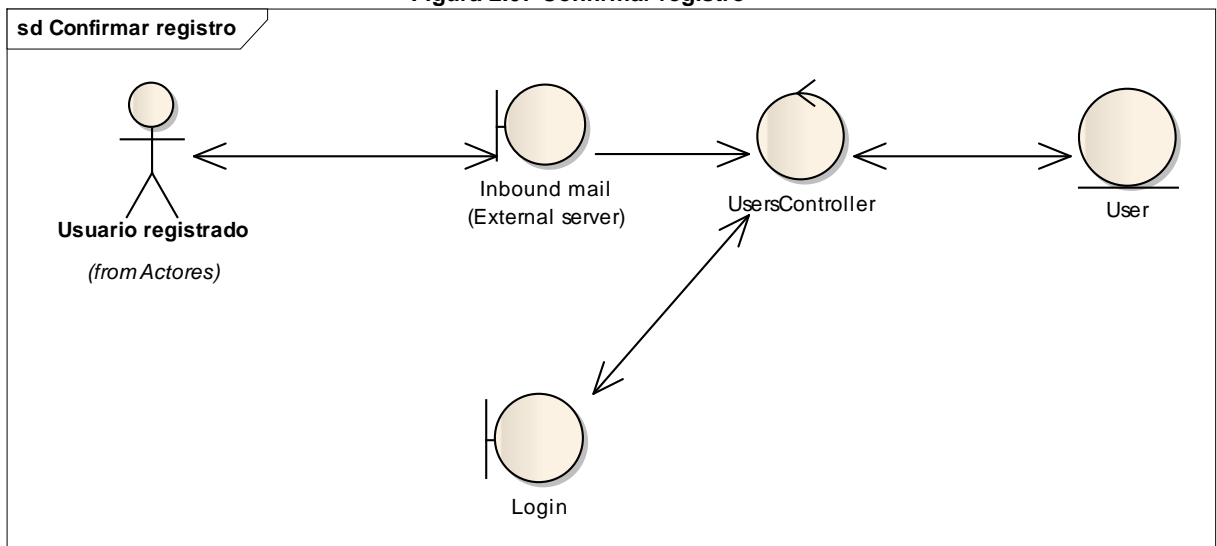 sd Confirmar registro
Inbound mail
(External server)
UsersController
User
Usuario registrado
(from Actores)
Login